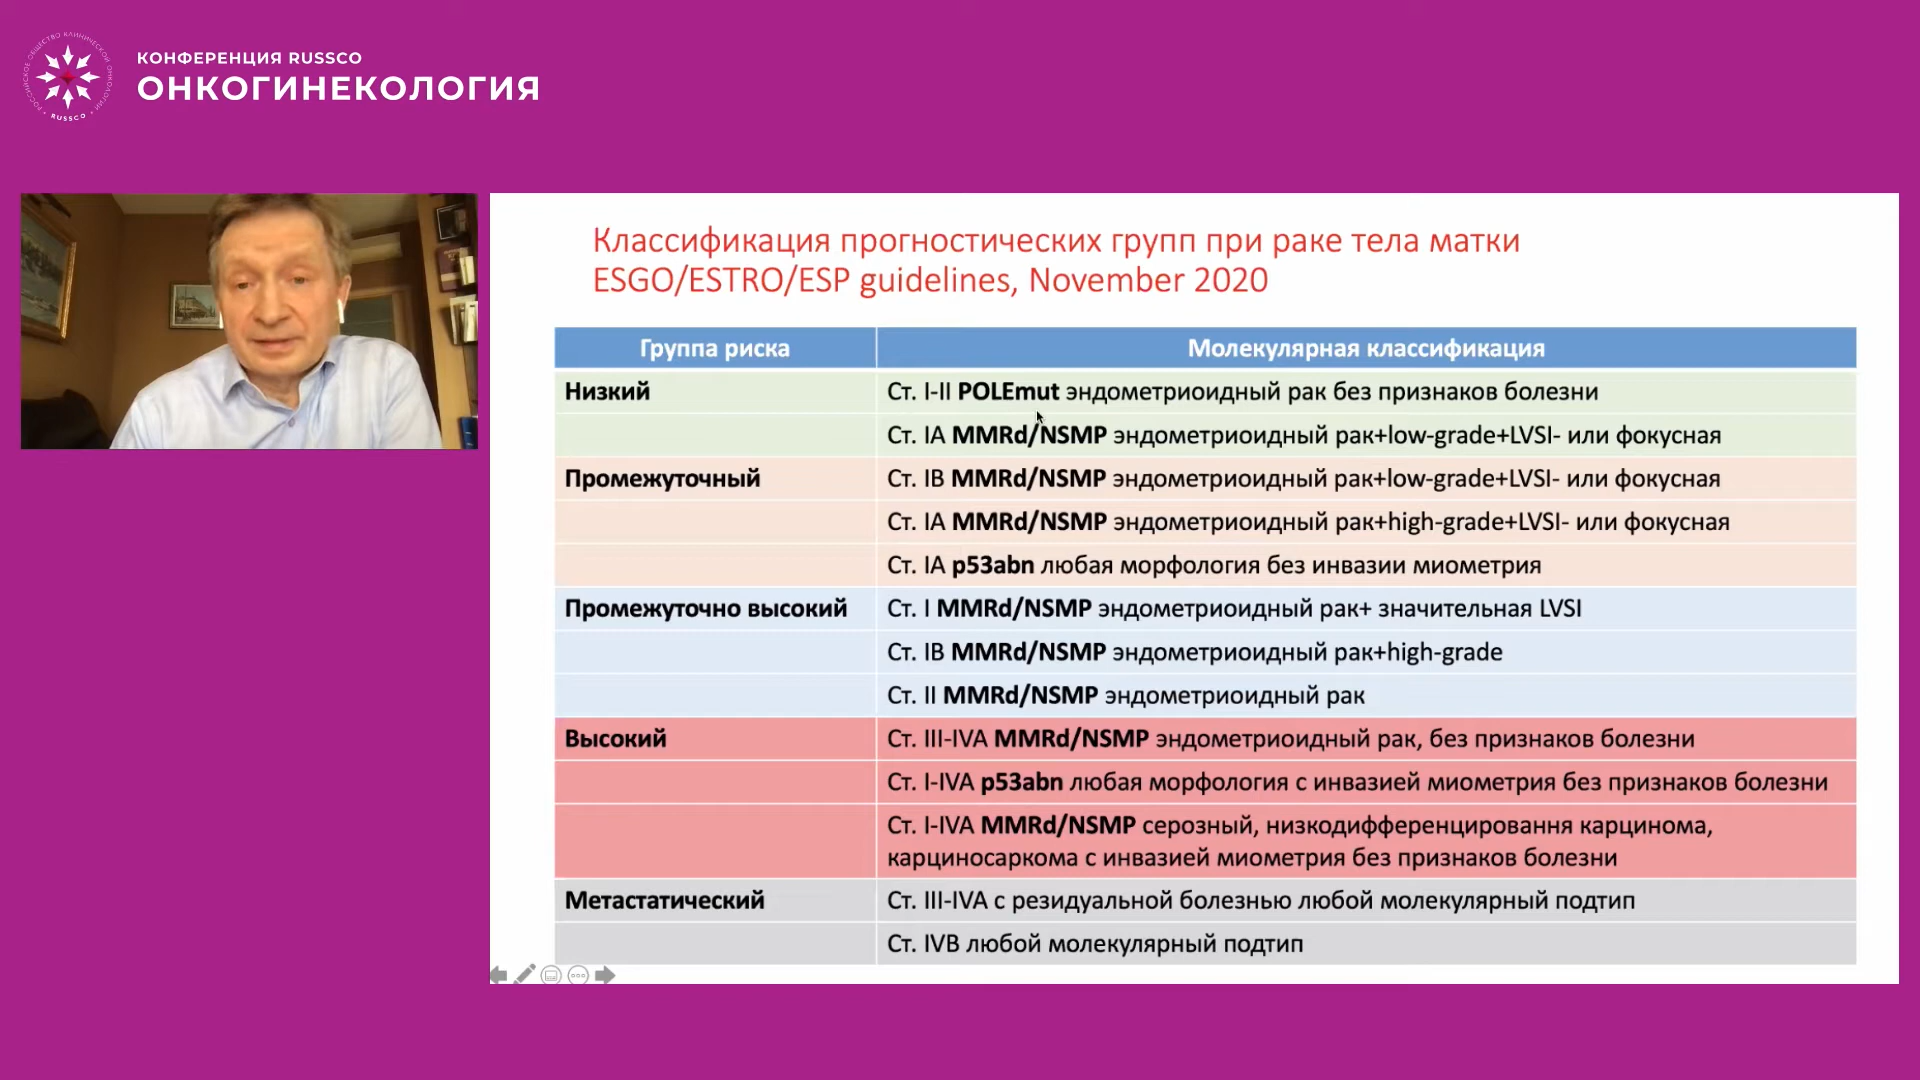 РОССИЙСКОЕ ОБЩЕСТВО КЛИНИЧЕСКОЙ ОНКОЛОГИИ
RUSSCO
КОНФЕРЕНЦИЯ RUSSCO
ОНКОГИНЕКОЛОГИЯ
Классификация прогностических групп при раке тела матки
ESGO/ESTRO/ESP guidelines, November 2020
Группа риска Молекулярная классификация
Низкий Ст. I-II POLEmut эндометриоидный рак без признаков болезни
Ст. IA MMRd/NSMP эндометриоидный рак+low-grade+LVSI- или фокусная
Промежуточный Ст. IB MMRd/NSMP эндометриоидный рак+low-grade+LVSI- или фокусная
Ст. IA MMRd/NSMP эндометриоидный рак+high-grade+LVSI- или фокусная
Ст. IA p53abn любая морфология без инвазии миометрия
Промежуточно высокий Ст. I MMRd/NSMP эндометриоидный рак+ значительная LVSI
Ст. IB MMRd/NSMP эндометриоидный рак+high-grade
Ст. II MMRd/NSMP эндометриоидный рак
Высокий Ст. III-IVA MMRd/NSMP эндометриоидный рак, без признаков болезни
Ст. I-IVA p53abn любая морфология с инвазией миометрия без признаков болезни
Ст. I-IVA MMRd/NSMP серозный, низкодифференцированння карцинома,
карциносаркома с инвазией миометрия без признаков болезни
Метастатический Ст. III-IVA с резидуальной болезнью любой молекулярный подтип
Ст. IVB любой молекулярный подтип